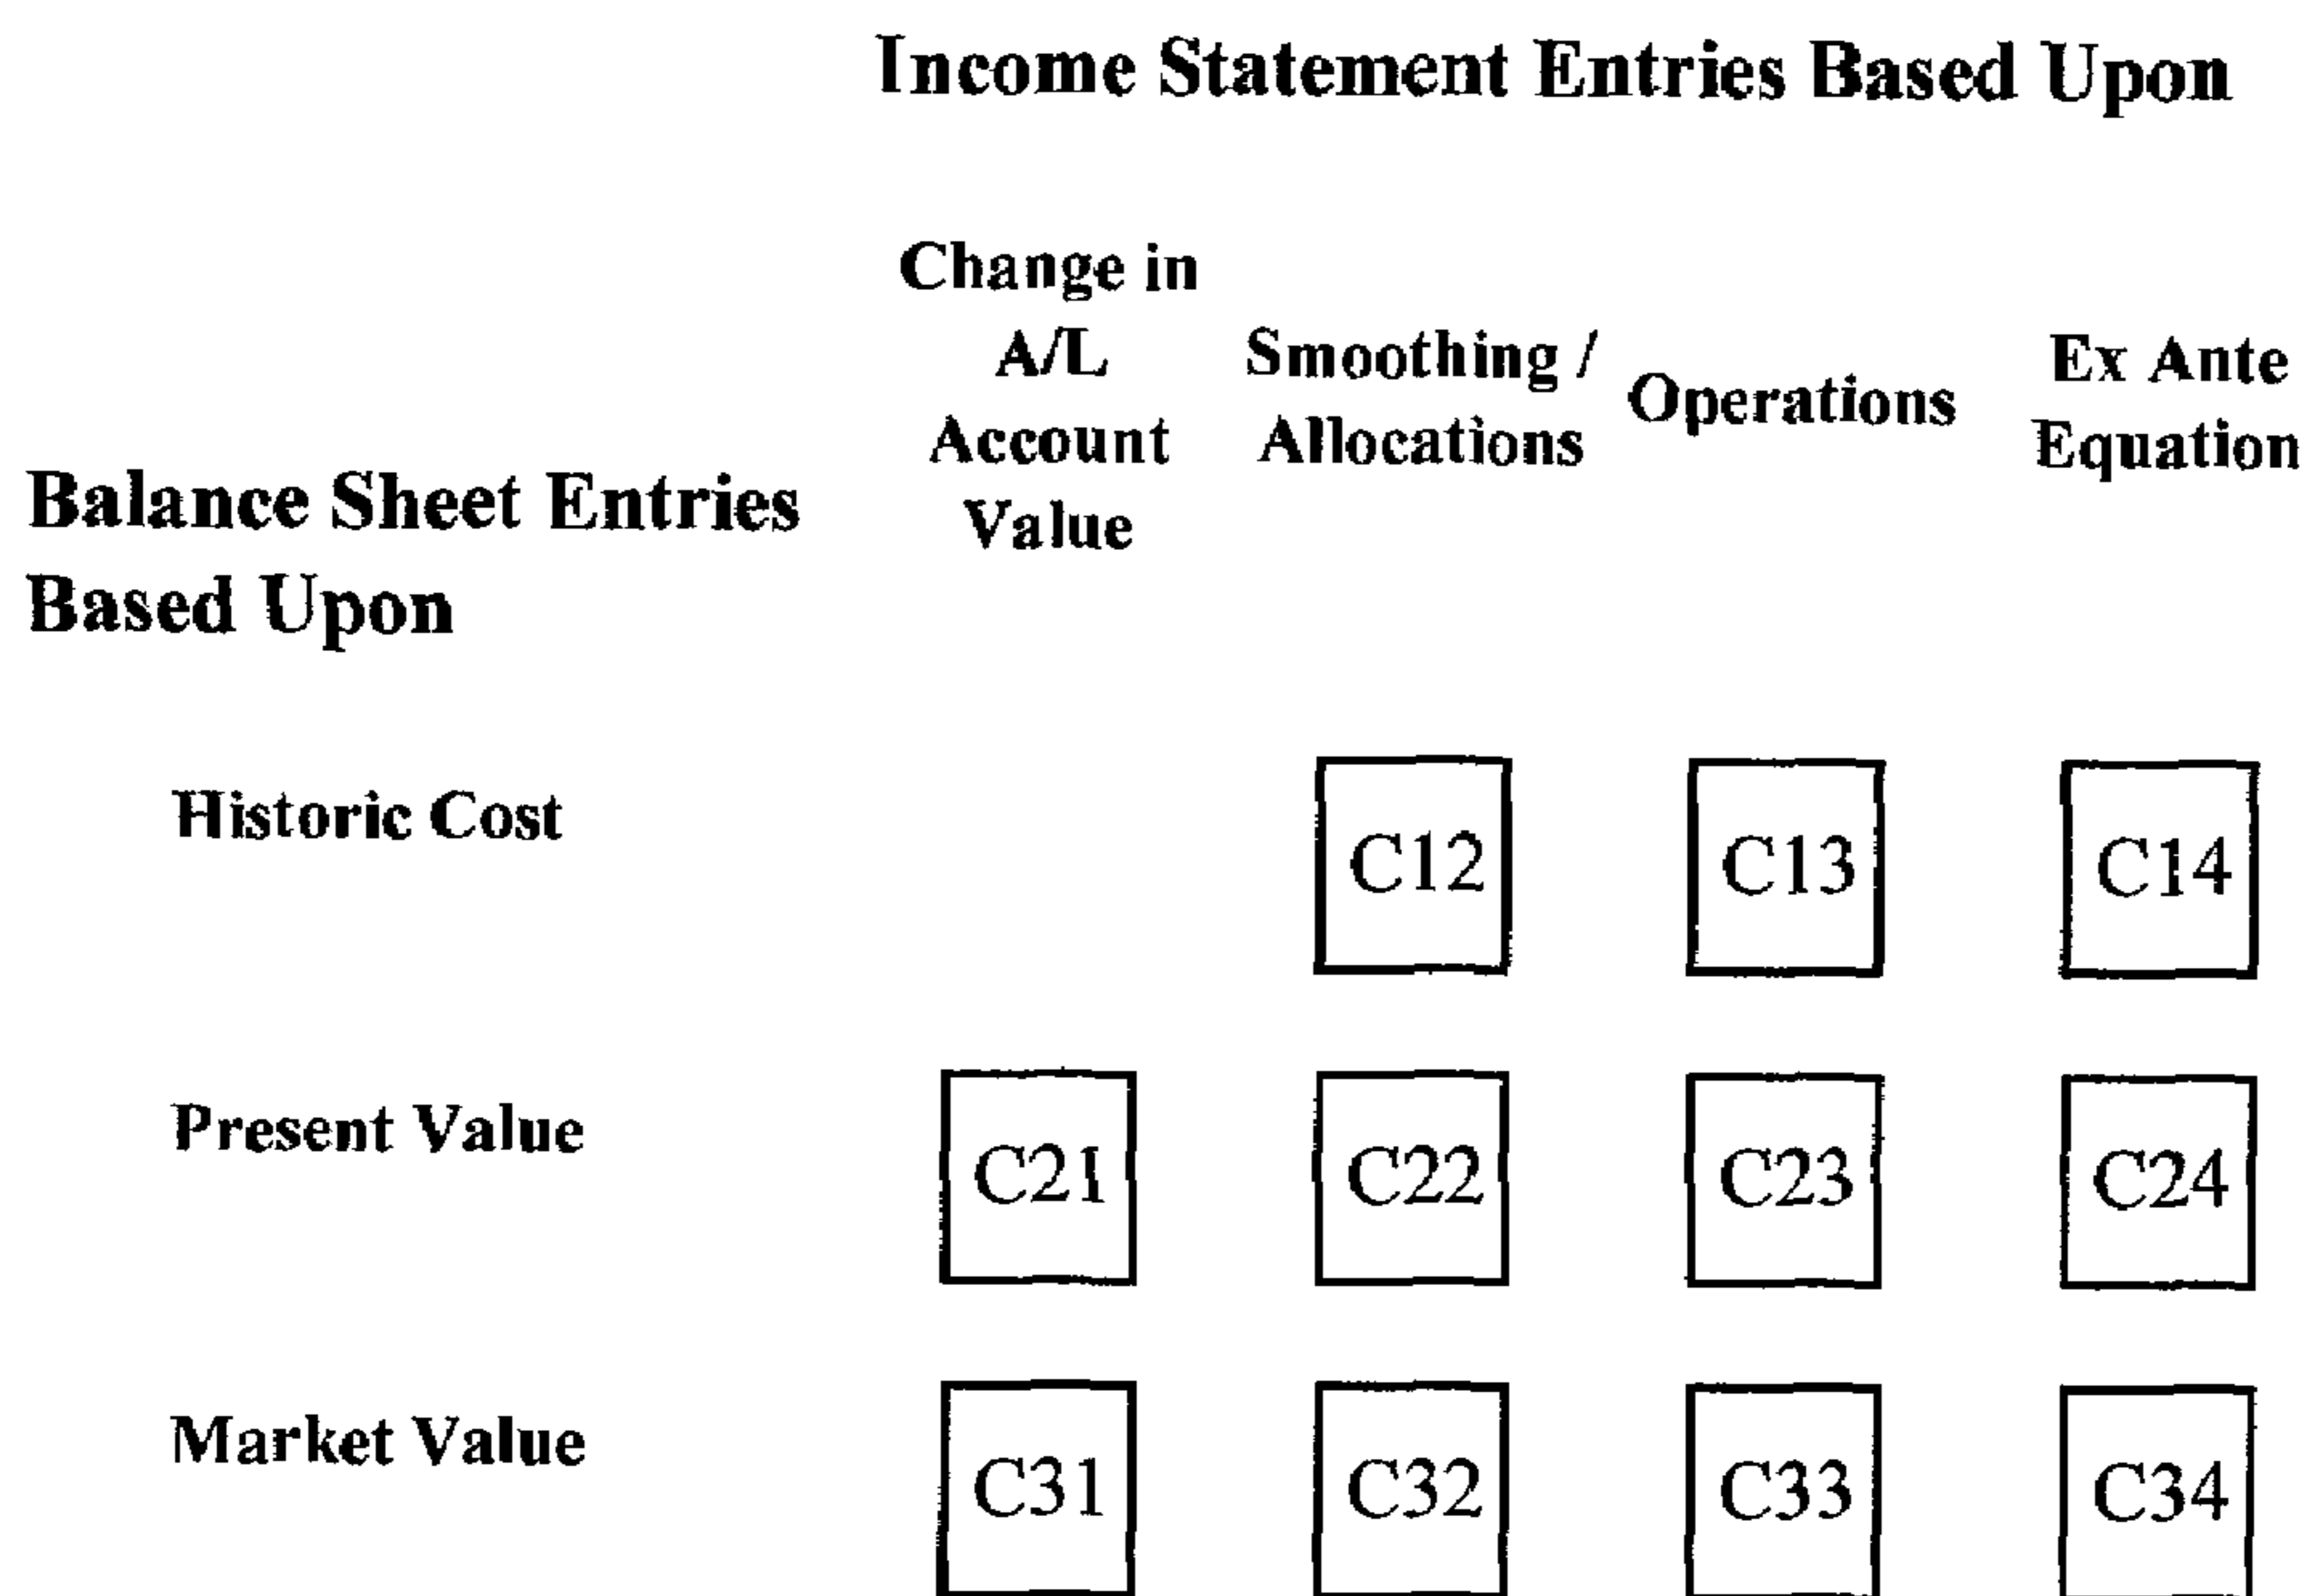 Income Statement Entries Based Upon
Change in
A/L
Account
Value
Smoothing /
Allocations
Operations
Ex Ante
Equation
Balance Sheet Entries
Based Upon
Historic Cost
C12
C13
C14
Present Value
C21
C22
C23
C24
Market Value
C31
C32
C33
C34